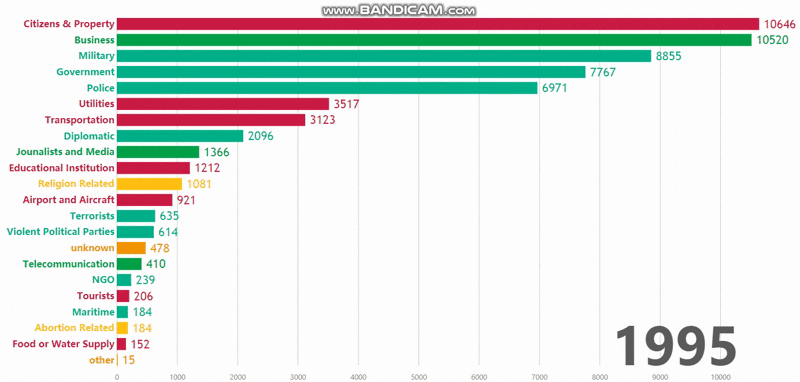 www.BANDICAM.com
Citizens & Property 10646
Business 10520
Military 8855
Government 7767
Police 6971
Utilities 3517
Transportation 3123
Diplomatic 2096
Jounalists and Media 1366
Educational Institution 1212
Religion Related 1081
Airport and Aircraft 921
Terrorists 635
Violent Political Parties 614
unknown 478
Telecommunication 410
NGO 239
Tourists 206
Maritime 184
Abortion Related 184
Food or Water Supply 152
other 15
1995
0 1000 2000 3000 4000 5000 6000 7000 8000 9000 10000